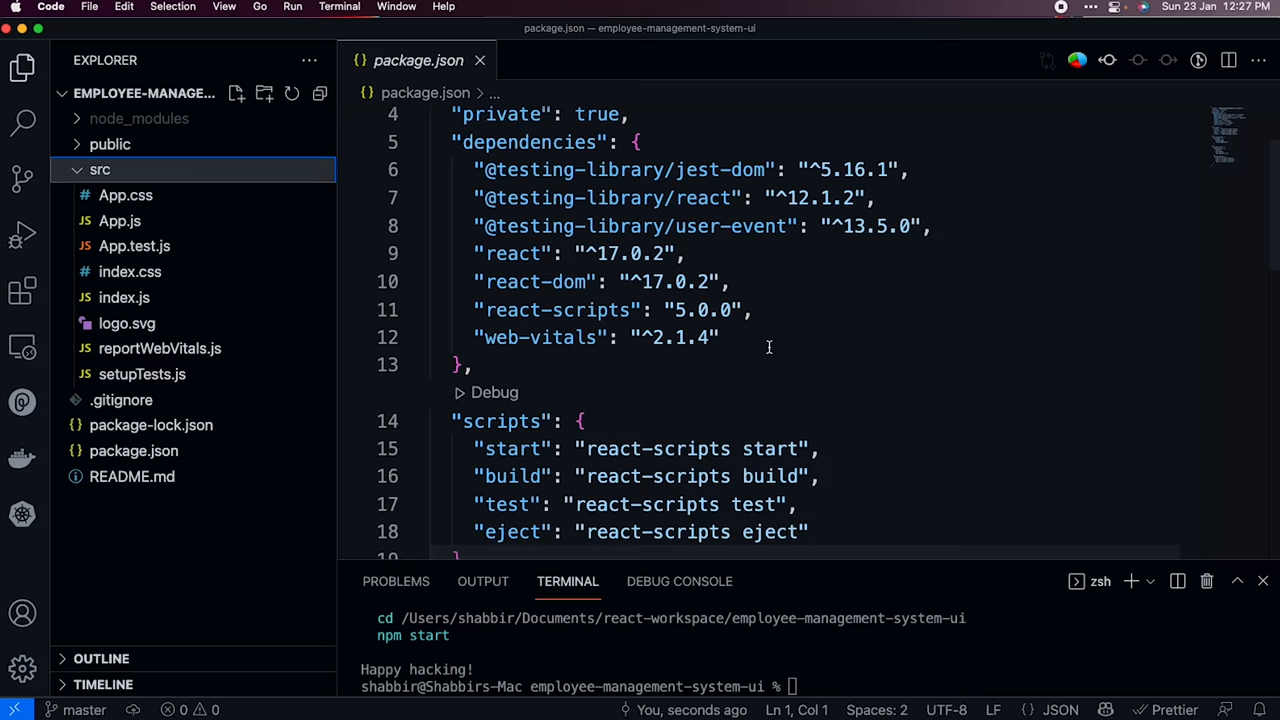 Code File Edit Selection View Go Run Terminal Window Help
Sun 23 Jan 12:27 PM
package.json — employee-management-system-ui
EXPLORER
EMPLOYEE-MANAGE...
node_modules
public
src
# App.css
JS App.js
JS App.test.js
# index.css
JS index.js
logo.svg
JS reportWebVitals.js
JS setupTests.js
.gitignore
{} package-lock.json
{} package.json
README.md
OUTLINE
TIMELINE
{} package.json
{} package.json > ...
4 "private": true,
5 "dependencies": {
6 "@testing-library/jest-dom": "^5.16.1",
7 "@testing-library/react": "^12.1.2",
8 "@testing-library/user-event": "^13.5.0",
9 "react": "^17.0.2",
10 "react-dom": "^17.0.2",
11 "react-scripts": "5.0.0",
12 "web-vitals": "^2.1.4"
13 },
Debug
14 "scripts": {
15 "start": "react-scripts start",
16 "build": "react-scripts build",
17 "test": "react-scripts test",
18 "eject": "react-scripts eject"
19 }
PROBLEMS OUTPUT TERMINAL DEBUG CONSOLE
zsh
cd /Users/shabbir/Documents/react-workspace/employee-management-system-ui
npm start
Happy hacking!
shabbir@Shabbirs-Mac employee-management-system-ui %
master 0 0 You, seconds ago Ln 1, Col 1 Spaces: 2 UTF-8 LF {} JSON Prettier